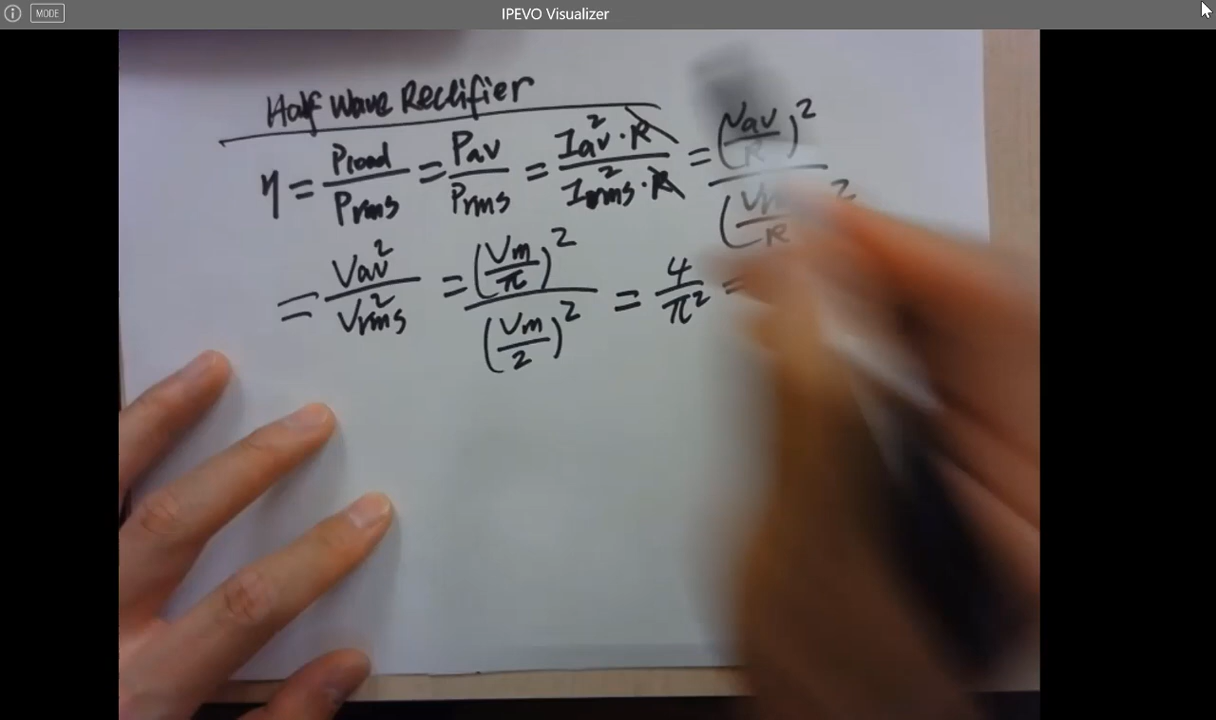 MODE IPEVO Visualizer
Half Wave Rectifier
η = Pload/Prms = Pav/Prms = Iav²·R/Irms²·R = (Vav/R)²/(V/R)²
= Vav²/Vrms² = (Vm/π)²/(Vm/2)² = 4/π² =